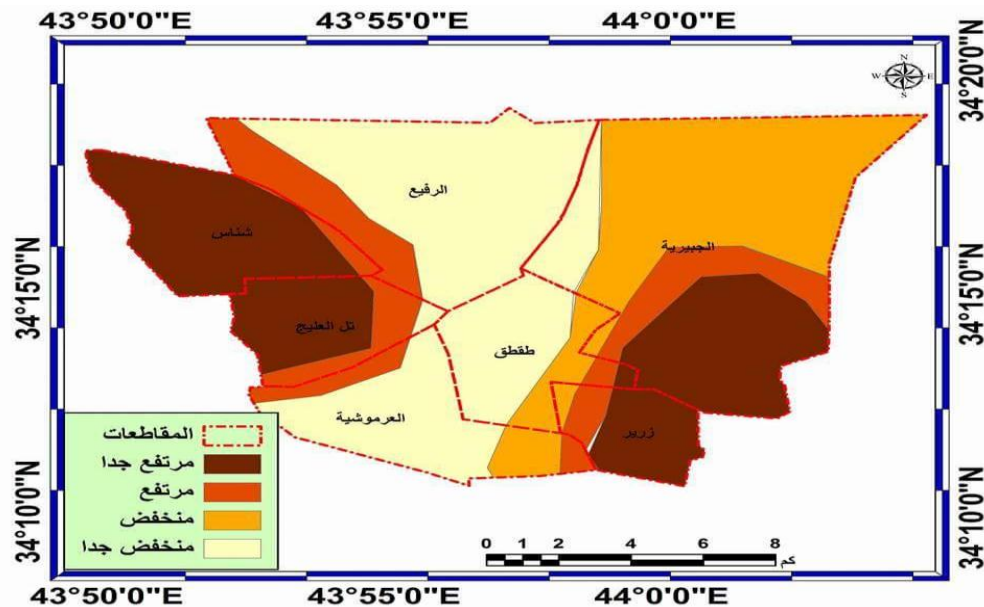 43°50'0"E 43°55'0"E 44°0'0"E
34°20'0"N
N
W E
S
الرفيع
شناس
الجبيرية
34°15'0"N 34°15'0"N
تل العليج
طقطق
العرموشية
زرير
المقاطعات
مرتفع جدا
مرتفع
منخفض
منخفض جدا
34°10'0"N 34°10'0"N
0 1 2 4 6 8
كم
43°50'0"E 43°55'0"E 44°0'0"E